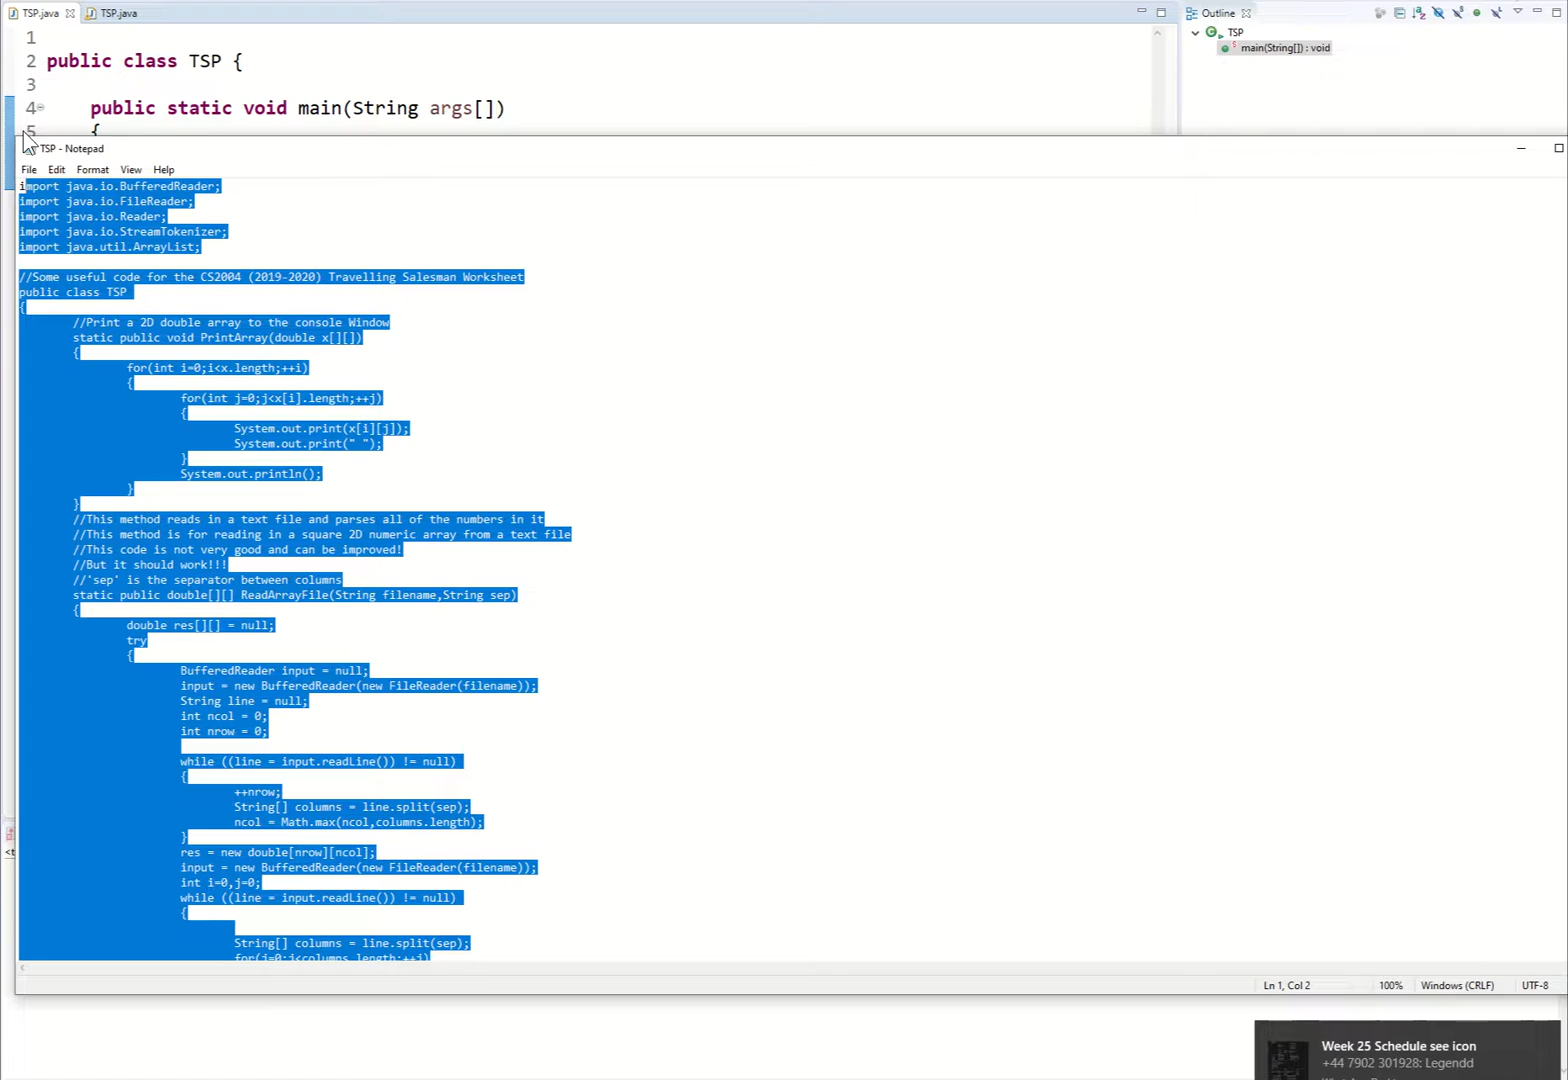 TSP.java TSP.java
1
2 public class TSP {
3
4 public static void main(String args[])
5 {
Outline
TSP
main(String[]) : void
TSP - Notepad
File Edit Format View Help
import java.io.BufferedReader;
import java.io.FileReader;
import java.io.Reader;
import java.io.StreamTokenizer;
import java.util.ArrayList;
//Some useful code for the CS2004 (2019-2020) Travelling Salesman Worksheet
public class TSP
{
//Print a 2D double array to the console Window
static public void PrintArray(double x[][])
{
for(int i=0;i<x.length;++i)
{
for(int j=0;j<x[i].length;++j)
{
System.out.print(x[i][j]);
System.out.print(" ");
}
System.out.println();
}
}
//This method reads in a text file and parses all of the numbers in it
//This method is for reading in a square 2D numeric array from a text file
//This code is not very good and can be improved!
//But it should work!!!
//'sep' is the separator between columns
static public double[][] ReadArrayFile(String filename,String sep)
{
double res[][] = null;
try
{
BufferedReader input = null;
input = new BufferedReader(new FileReader(filename));
String line = null;
int ncol = 0;
int nrow = 0;
while ((line = input.readLine()) != null)
{
++nrow;
String[] columns = line.split(sep);
ncol = Math.max(ncol,columns.length);
}
res = new double[nrow][ncol];
input = new BufferedReader(new FileReader(filename));
int i=0,j=0;
while ((line = input.readLine()) != null)
{
String[] columns = line.split(sep);
for(j=0;j<columns.length;++j)
Ln 1, Col 2 100% Windows (CRLF) UTF-8
Week 25 Schedule see icon
+44 7902 301928: Legendd